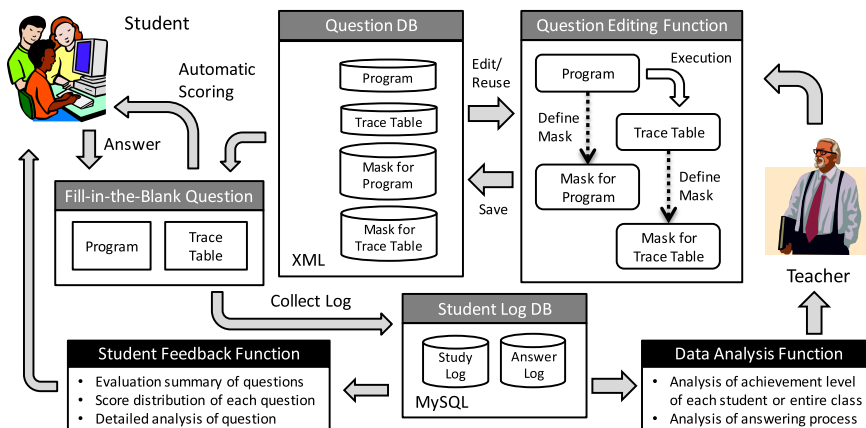 Student
Automatic
Scoring
Answer
Fill-in-the-Blank Question
Program
Trace
Table
Question DB
Program
Trace Table
Mask for
Program
Mask for
Trace Table
XML
Edit/
Reuse
Save
Question Editing Function
Program
Execution
Define
Mask
Trace Table
Mask for
Program
Define
Mask
Mask for
Trace Table
Teacher
Collect Log
Student Log DB
Study
Log
Answer
Log
MySQL
Student Feedback Function
• Evaluation summary of questions
• Score distribution of each question
• Detailed analysis of question
Data Analysis Function
• Analysis of achievement level
of each student or entire class
• Analysis of answering process